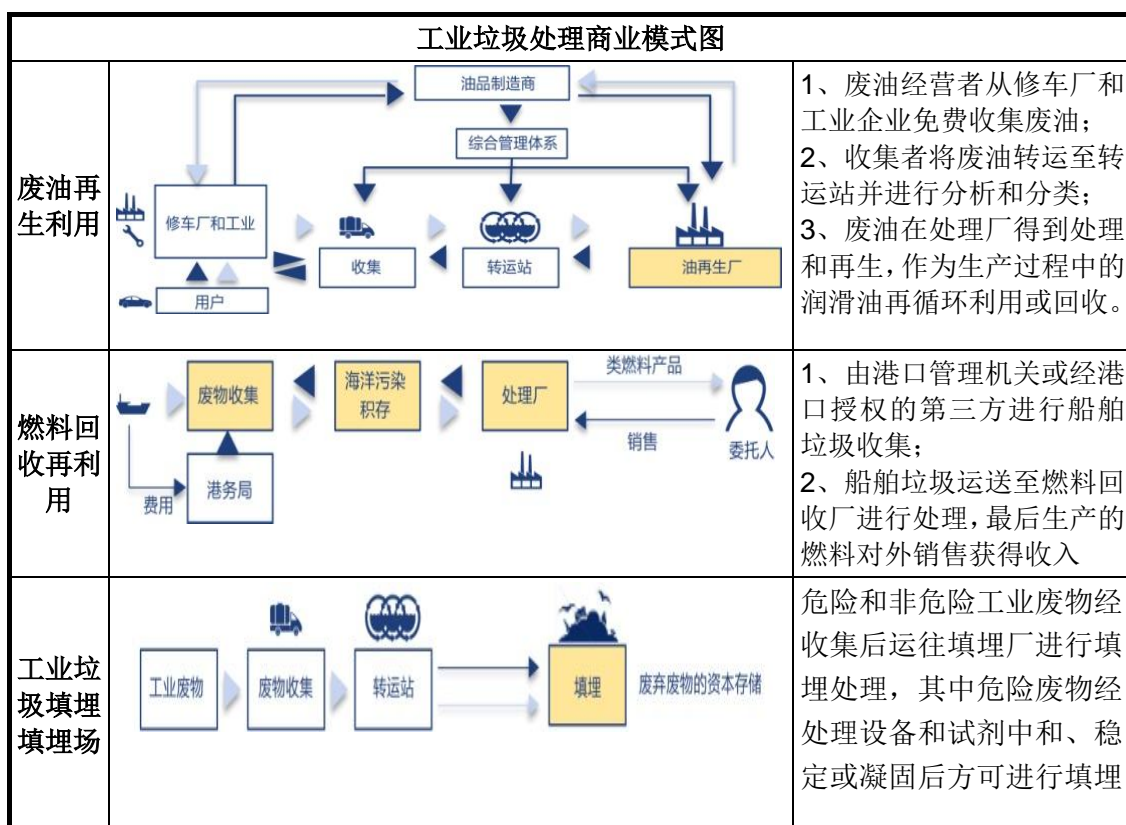 工业垃圾处理商业模式图
废油再
生利用
油品制造商
综合管理体系
修车厂和工业
收集
转运站
油再生厂
用户
1、废油经营者从修车厂和
工业企业免费收集废油；
2、收集者将废油转运至转
运站并进行分析和分类；
3、废油在处理厂得到处理
和再生，作为生产过程中的
润滑油再循环利用或回收。
燃料回
收再利
用
废物收集
海洋污染
积存
处理厂
类燃料产品
销售
委托人
费用
港务局
1、由港口管理机关或经港
口授权的第三方进行船舶
垃圾收集；
2、船舶垃圾运送至燃料回
收厂进行处理，最后生产的
燃料对外销售获得收入
工业垃
圾填埋
填埋场
工业废物
废物收集
转运站
填埋
废弃废物的资本存储
危险和非危险工业废物经
收集后运往填埋厂进行填
埋处理，其中危险废物经
处理设备和试剂中和、稳
定或凝固后方可进行填埋